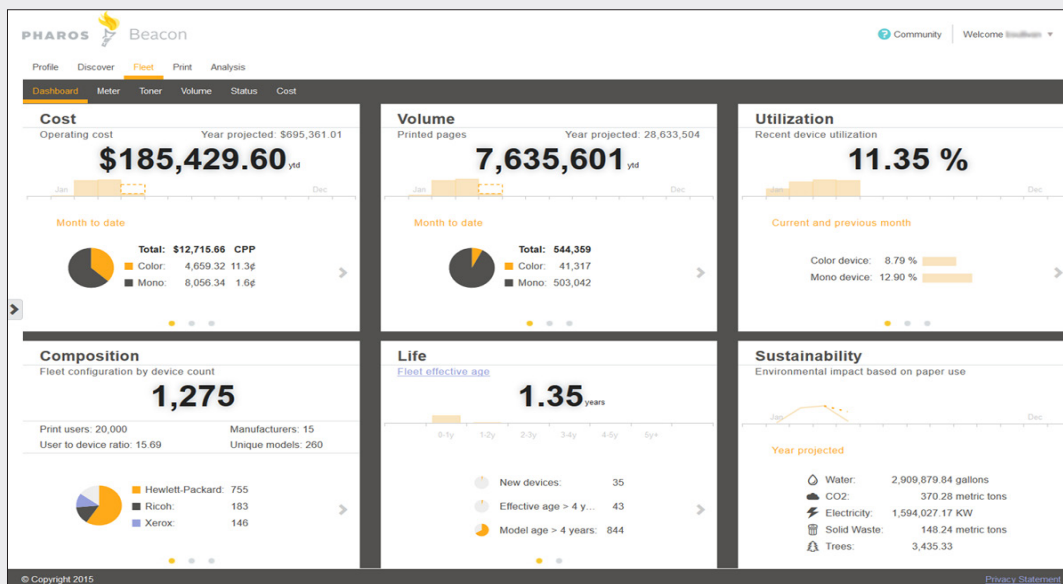 PHAROS Beacon
Community Welcome
Profile Discover Fleet Print Analysis
Dashboard Meter Toner Volume Status Cost
Cost
Operating cost Year projected: $695,361.01
$185,429.60 ytd
Jan Dec
Month to date
Total: $12,715.66 CPP
Color: 4,659.32 11.3¢
Mono: 8,056.34 1.6¢
Volume
Printed pages Year projected: 28,633,504
7,635,601 ytd
Jan Dec
Month to date
Total: 544,359
Color: 41,317
Mono: 503,042
Utilization
Recent device utilization
11.35 %
Jan Dec
Current and previous month
Color device: 8.79 %
Mono device: 12.90 %
Composition
Fleet configuration by device count
1,275
Print users: 20,000 Manufacturers: 15
User to device ratio: 15.69 Unique models: 260
Hewlett-Packard: 755
Ricoh: 183
Xerox: 146
Life
Fleet effective age
1.35 years
0-1y 1-2y 2-3y 3-4y 4-5y 5y+
New devices: 35
Effective age > 4 y... 43
Model age > 4 years: 844
Sustainability
Environmental impact based on paper use
Jan Dec
Year projected
Water: 2,909,879.84 gallons
CO2: 370.28 metric tons
Electricity: 1,594,027.17 KW
Solid Waste: 148.24 metric tons
Trees: 3,435.33
© Copyright 2015 Privacy Statement